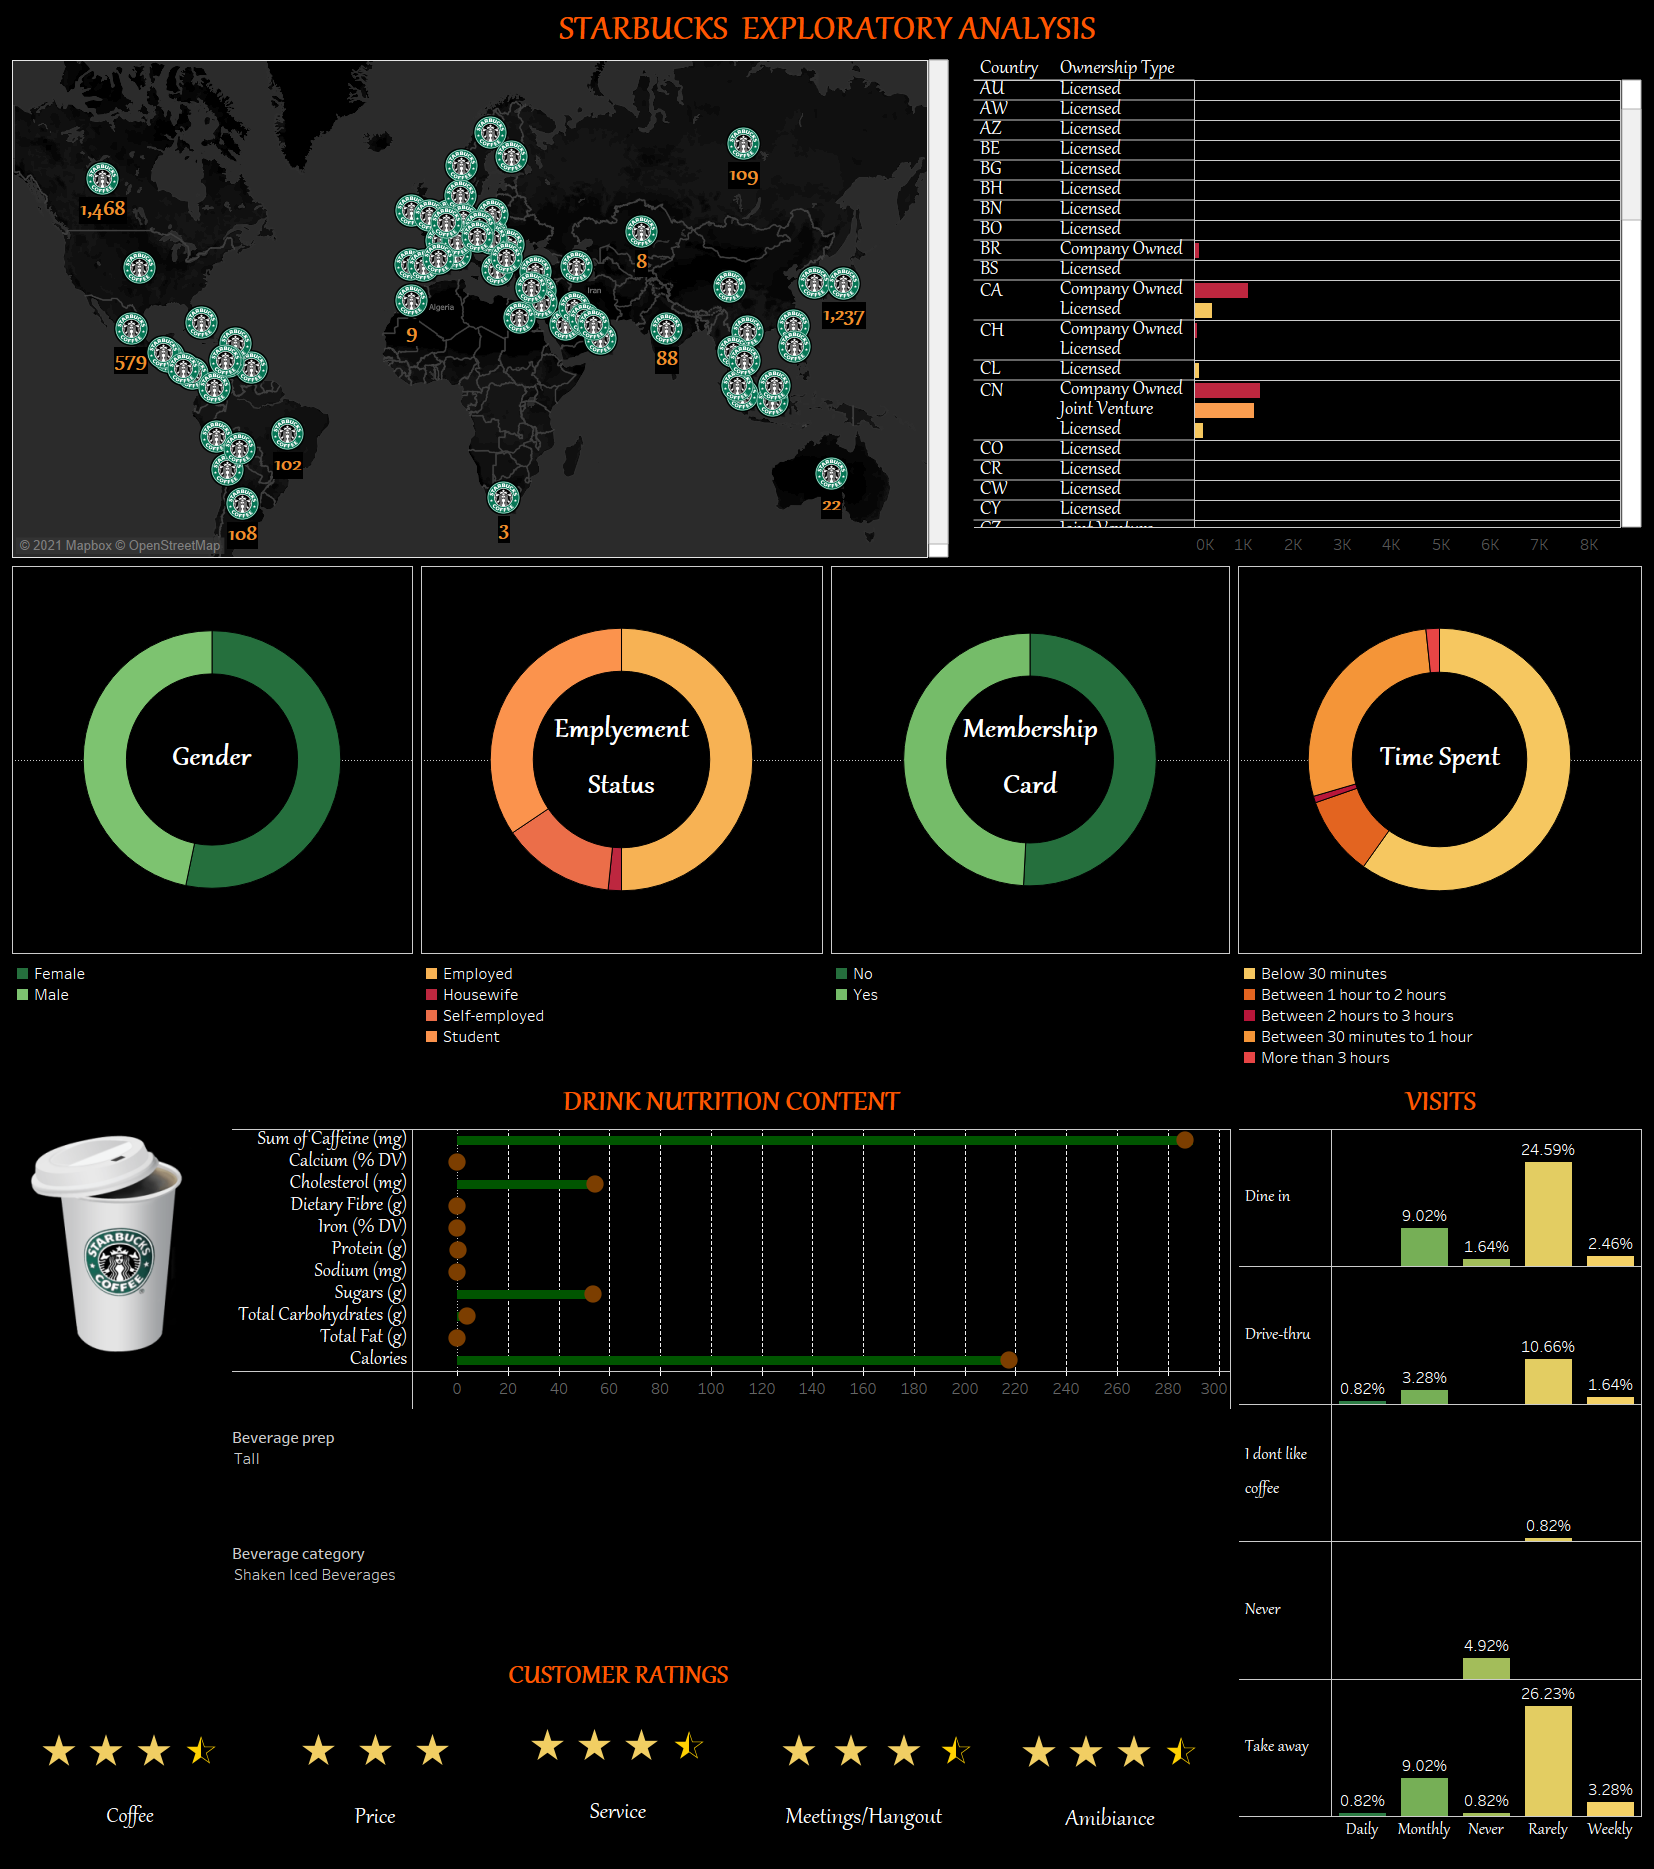 STARBUCKS EXPLORATORY ANALYSIS
1,468
579
102
108
9
3
109
8
88
1,237
22
Algeria
Iran
© 2021 Mapbox © OpenStreetMap
Country Ownership Type
AU Licensed
AW Licensed
AZ Licensed
BE Licensed
BG Licensed
BH Licensed
BN Licensed
BO Licensed
BR Company Owned
BS Licensed
CA Company Owned
Licensed
CH Company Owned
Licensed
CL Licensed
CN Company Owned
Joint Venture
Licensed
CO Licensed
CR Licensed
CW Licensed
CY Licensed
CZ Joint Venture
0K 1K 2K 3K 4K 5K 6K 7K 8K
Gender
Female
Male
Emplyement
Status
Employed
Housewife
Self-employed
Student
Membership
Card
No
Yes
Time Spent
Below 30 minutes
Between 1 hour to 2 hours
Between 2 hours to 3 hours
Between 30 minutes to 1 hour
More than 3 hours
DRINK NUTRITION CONTENT
STARBUCKS
COFFEE
Sum of Caffeine (mg)
Calcium (% DV)
Cholesterol (mg)
Dietary Fibre (g)
Iron (% DV)
Protein (g)
Sodium (mg)
Sugars (g)
Total Carbohydrates (g)
Total Fat (g)
Calories
0 20 40 60 80 100 120 140 160 180 200 220 240 260 280 300
Beverage prep
Tall
Beverage category
Shaken Iced Beverages
VISITS
Dine in
9.02% 1.64% 24.59% 2.46%
Drive-thru
0.82% 3.28% 10.66% 1.64%
I dont like
coffee
0.82%
Never
4.92%
Take away
0.82% 9.02% 0.82% 26.23% 3.28%
Daily Monthly Never Rarely Weekly
CUSTOMER RATINGS
Coffee
Price
Service
Meetings/Hangout
Amibiance